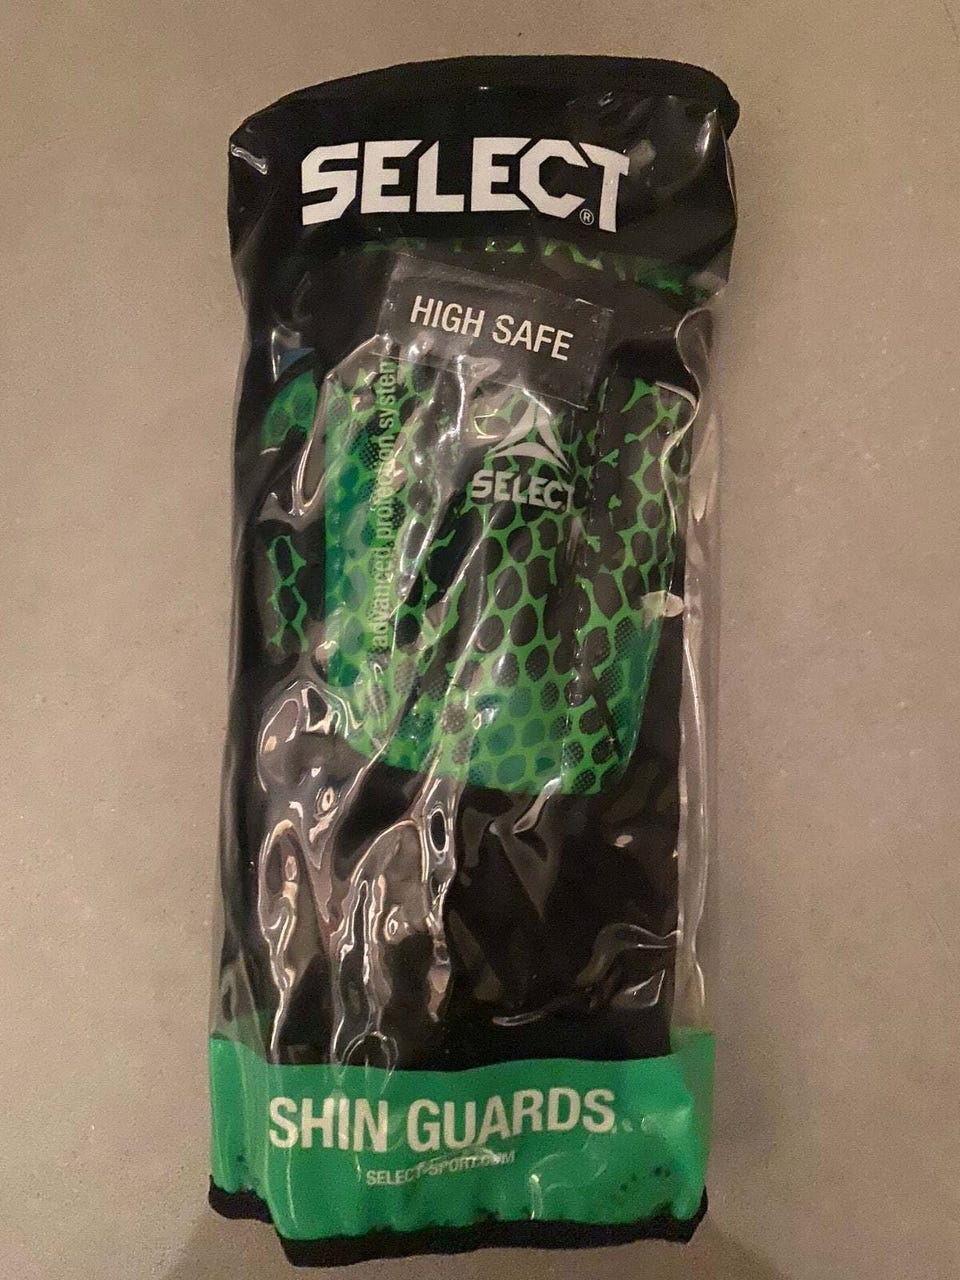 SELECT®
HIGH SAFE
advanced protection system
SELECT
SHIN GUARDS
SELECT-SPORT.COM